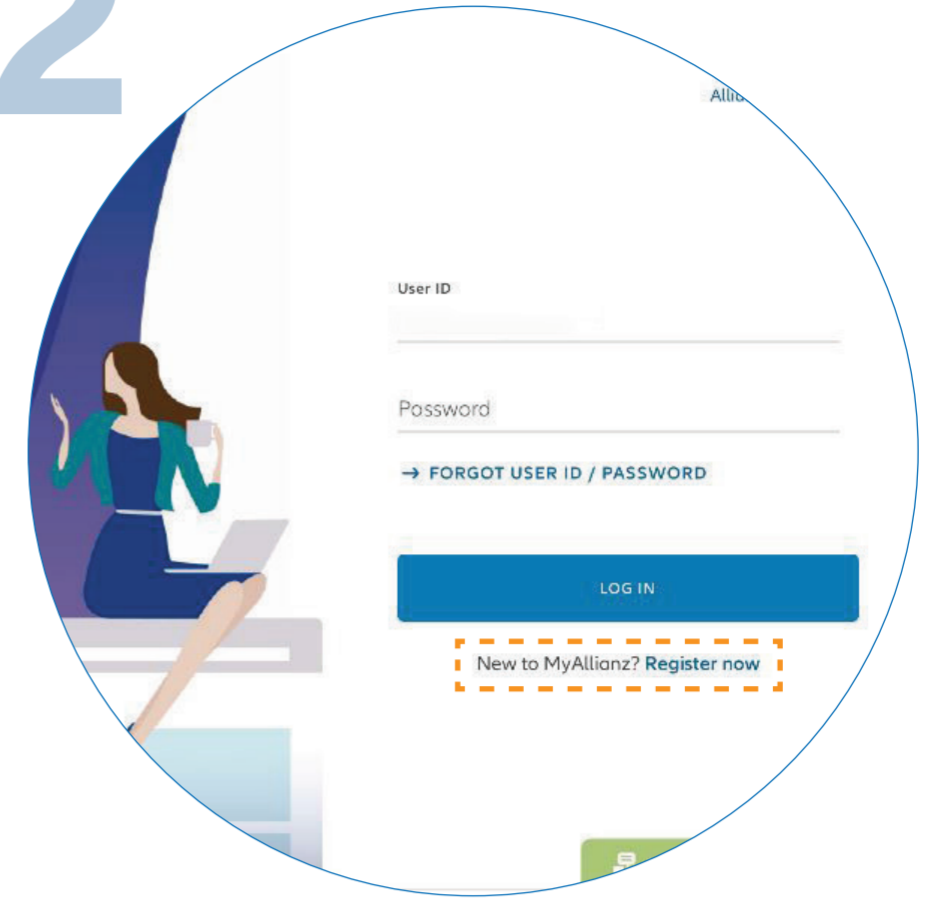 2
User ID
Password
→ FORGOT USER ID / PASSWORD
LOG IN
New to MyAllianz? Register now